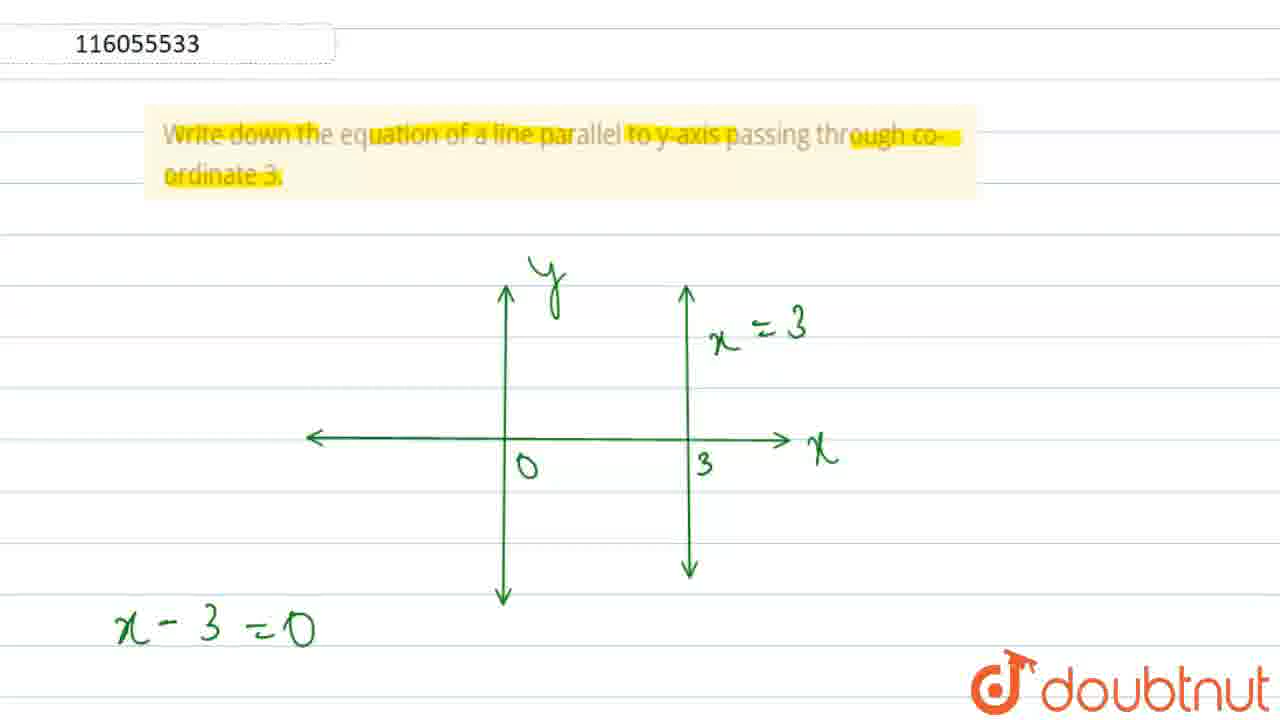 116055533
Write down the equation of a line parallel to y-axis passing through co-
ordinate 3.
y
x = 3
x
0
3
x - 3 = 0
doubtnut